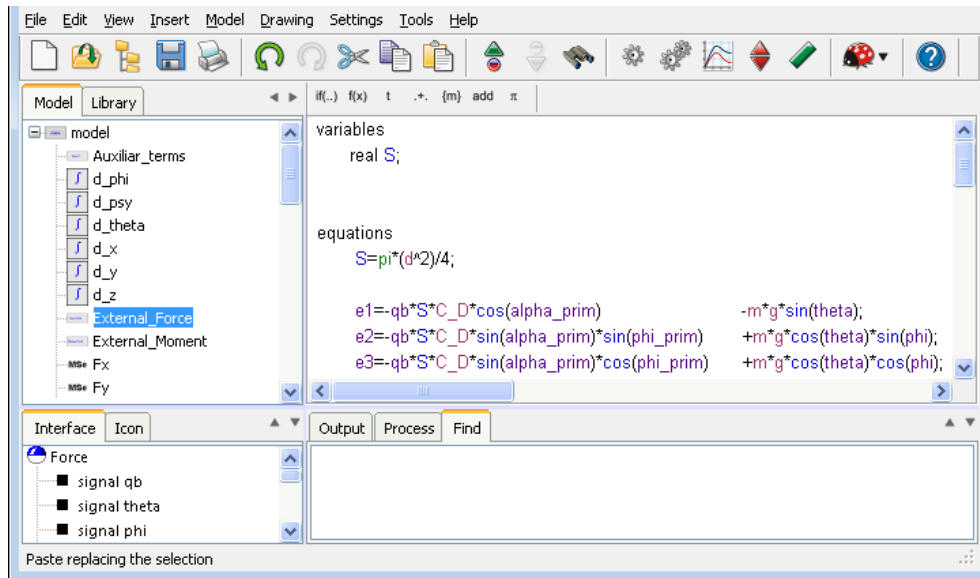 File Edit View Insert Model Drawing Settings Tools Help
Model Library
if(..) f(x) t .+. {m} add π
model
Auxiliar_terms
d_phi
d_psy
d_theta
d_x
d_y
d_z
External_Force
External_Moment
MSe Fx
MSe Fy
variables
real S;
equations
S=pi*(d^2)/4;
e1=-qb*S*C_D*cos(alpha_prim) -m*g*sin(theta);
e2=-qb*S*C_D*sin(alpha_prim)*sin(phi_prim) +m*g*cos(theta)*sin(phi);
e3=-qb*S*C_D*sin(alpha_prim)*cos(phi_prim) +m*g*cos(theta)*cos(phi);
Interface Icon
Force
signal qb
signal theta
signal phi
Output Process Find
Paste replacing the selection